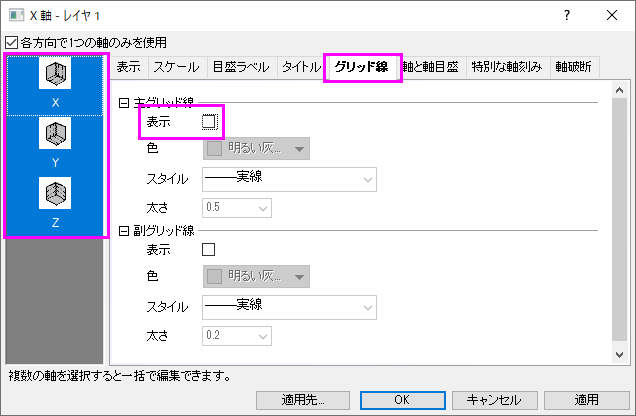 X 軸 - レイヤ 1
各方向で1つの軸のみを使用
表示 スケール 目盛ラベル タイトル グリッド線 軸と軸目盛 特別な軸刻み 軸破断
X
Y
Z
主グリッド線
表示
色 明るい灰...
スタイル 実線
太さ 0.5
副グリッド線
表示
色 明るい灰...
スタイル 実線
太さ 0.2
複数の軸を選択すると一括で編集できます。
適用先... OK キャンセル 適用